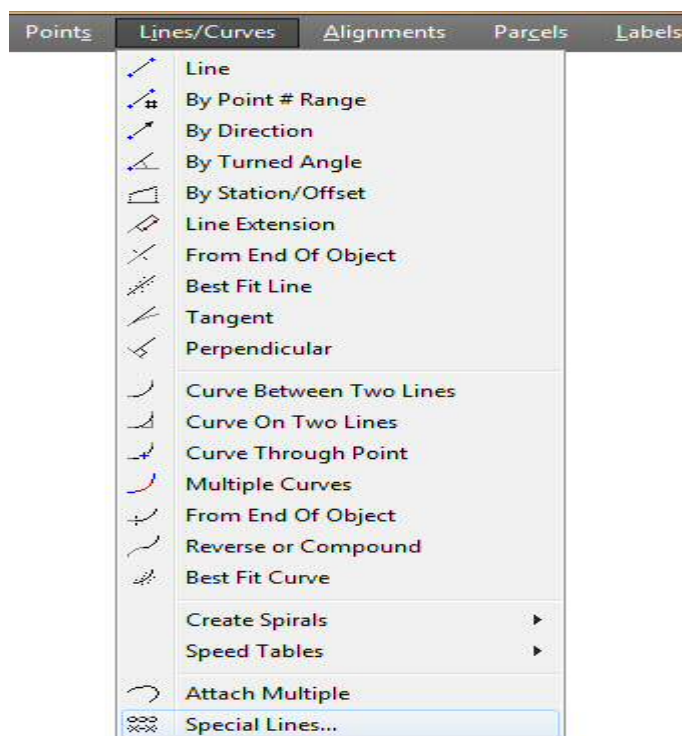 Points Lines/Curves Alignments Parcels Labels
Line
By Point # Range
By Direction
By Turned Angle
By Station/Offset
Line Extension
From End Of Object
Best Fit Line
Tangent
Perpendicular
Curve Between Two Lines
Curve On Two Lines
Curve Through Point
Multiple Curves
From End Of Object
Reverse or Compound
Best Fit Curve
Create Spirals
Speed Tables
Attach Multiple
Special Lines...